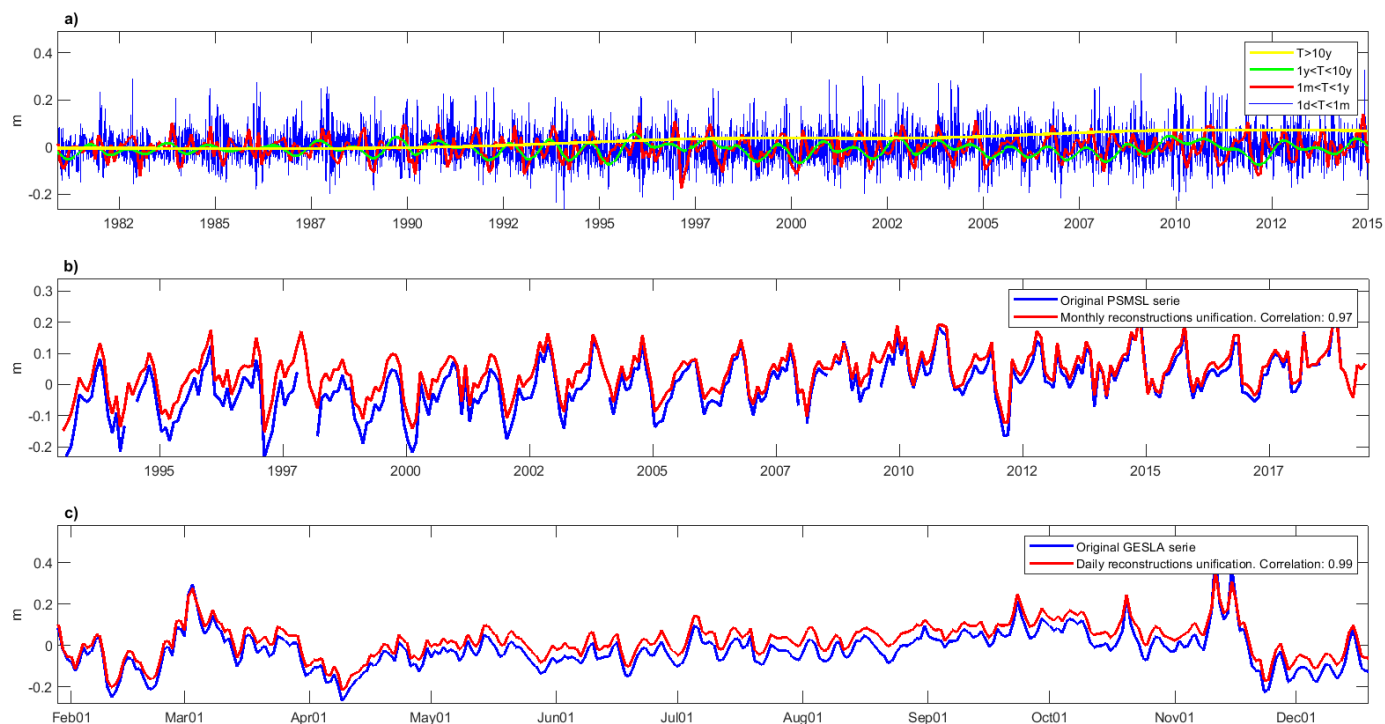 a)
m
0.4
0.2
0
-0.2
T>10y
1y<T<10y
1m<T<1y
1d<T<1m
1982 1985 1987 1990 1992 1995 1997 2000 2002 2005 2007 2010 2012 2015
b)
m
0.3
0.2
0.1
0
-0.1
-0.2
Original PSMSL serie
Monthly reconstructions unification. Correlation: 0.97
1995 1997 2000 2002 2005 2007 2010 2012 2015 2017
c)
m
0.4
0.2
0
-0.2
Original GESLA serie
Daily reconstructions unification. Correlation: 0.99
Feb01 Mar01 Apr01 May01 Jun01 Jul01 Aug01 Sep01 Oct01 Nov01 Dec01